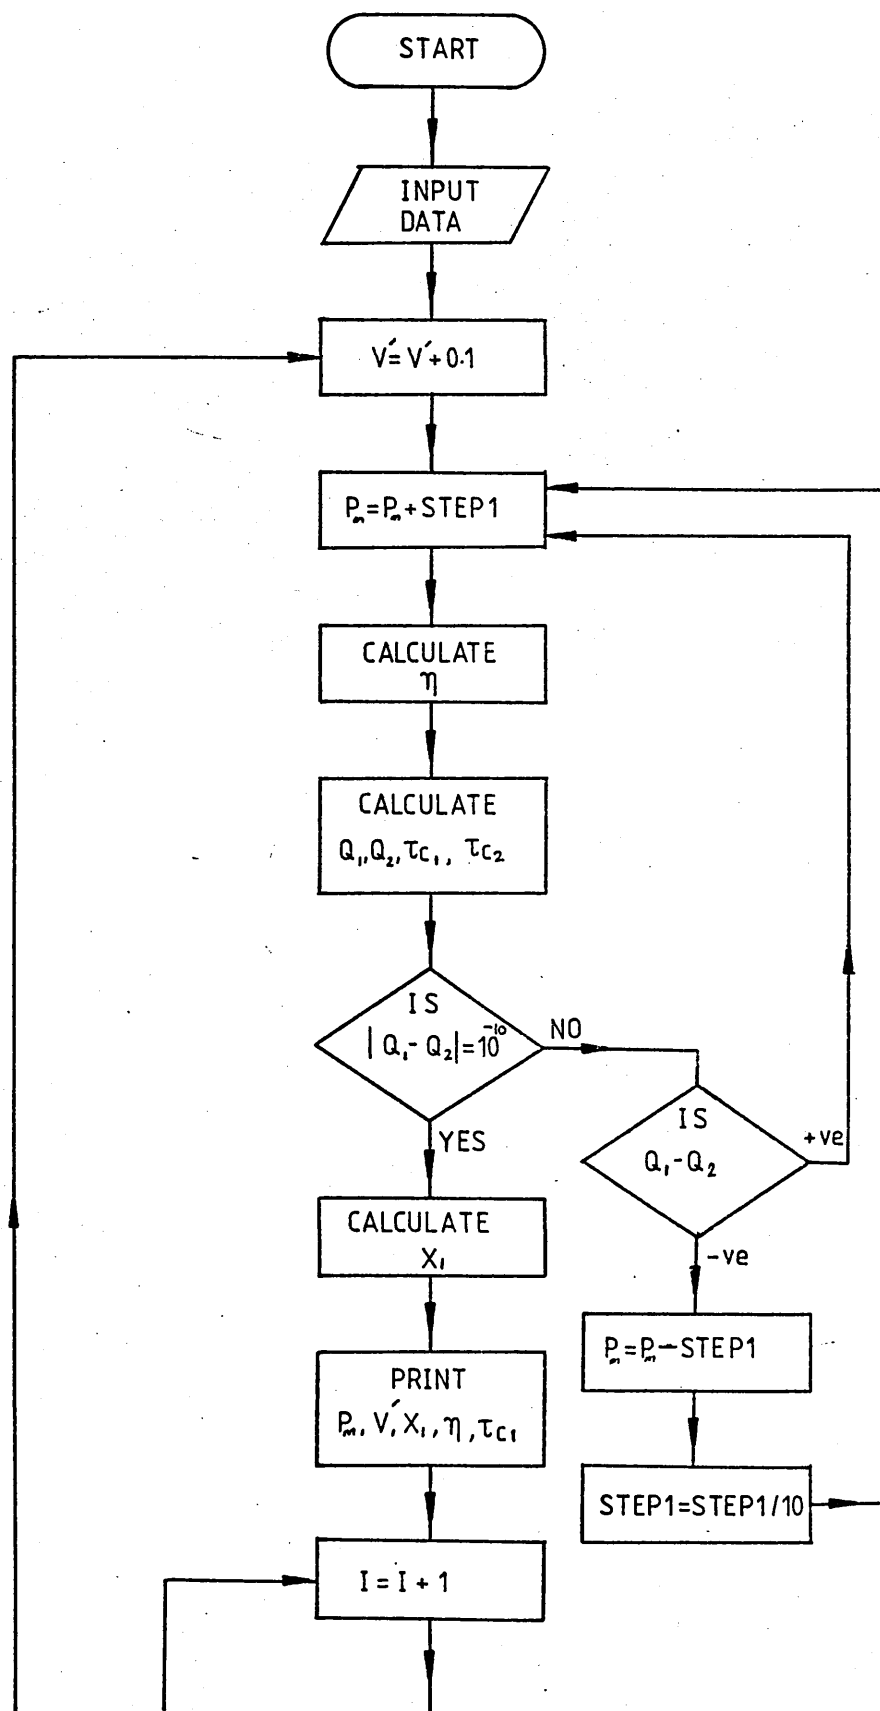 START
INPUT
DATA
V′= V′+ 0.1
Pₘ=Pₘ+STEP1
CALCULATE
η
CALCULATE
Q₁,Q₂,τC₁, τC₂
IS
|Q₁-Q₂|=10⁻¹⁰
NO
YES
IS
Q₁-Q₂
+ve
-ve
CALCULATE
X₁
Pₘ=Pₘ-STEP1
PRINT
Pₘ, V′, X₁, η, τC₁
STEP1=STEP1/10
I = I + 1